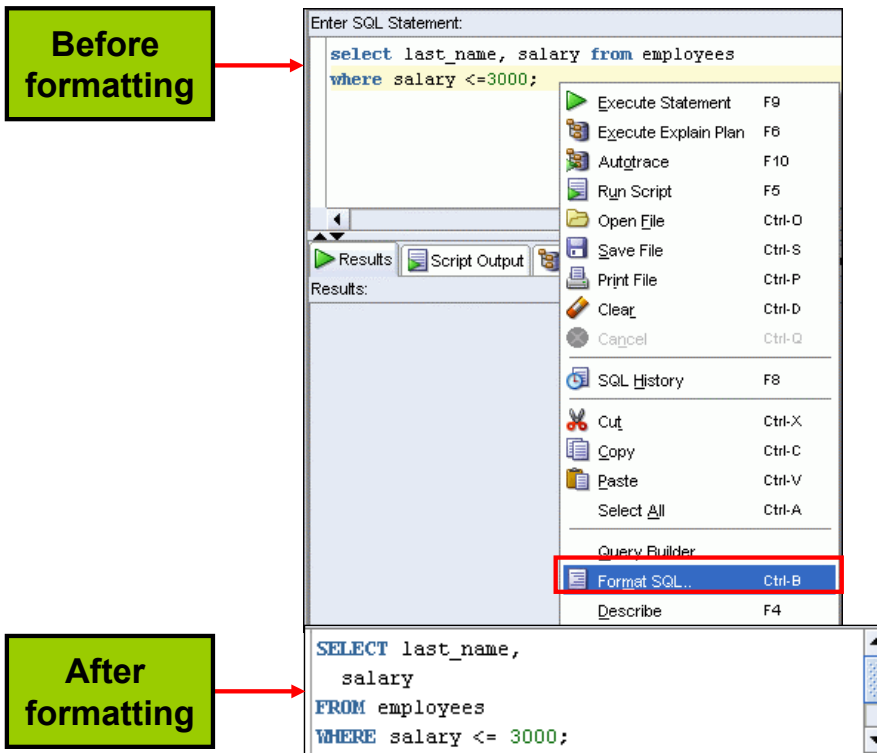 Before
formatting
Enter SQL Statement:
select last_name, salary from employees
where salary <=3000;
Execute Statement F9
Execute Explain Plan F6
Autotrace F10
Run Script F5
Open File Ctrl-O
Save File Ctrl-S
Print File Ctrl-P
Clear Ctrl-D
Cancel Ctrl-Q
SQL History F8
Cut Ctrl-X
Copy Ctrl-C
Paste Ctrl-V
Select All Ctrl-A
Query Builder
Format SQL.. Ctrl-B
Describe F4
Results Script Output
Results:
After
formatting
SELECT last_name,
salary
FROM employees
WHERE salary <= 3000;